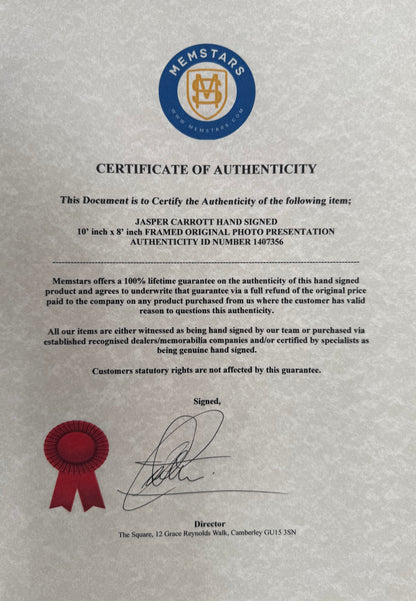 MEMSTARS
WWW.MEMSTARS.COM
CERTIFICATE OF AUTHENTICITY
This Document is to Certify the Authenticity of the following item;
JASPER CARROTT HAND SIGNED
10' inch x 8' inch FRAMED ORIGINAL PHOTO PRESENTATION
AUTHENTICITY ID NUMBER 1407356
Memstars offers a 100% lifetime guarantee on the authenticity of this hand signed
product and agrees to underwrite that guarantee via a full refund of the original price
paid to the company on any product purchased from us where the customer has valid
reason to questions this authenticity.
All our items are either witnessed as being hand signed by our team or purchased via
established recognised dealers/memorabilia companies and/or certified by specialists as
being genuine hand signed.
Customers statutory rights are not affected by this guarantee.
Signed,
Director
The Square, 12 Grace Reynolds Walk, Camberley GU15 3SN